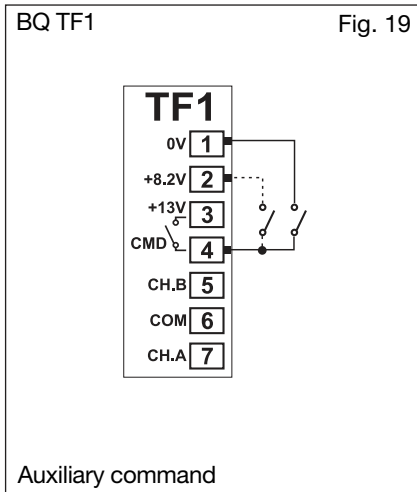 BQ TF1 Fig. 19
TF1
0V 1
+8.2V 2
+13V 3
CMD 4
CH.B 5
COM 6
CH.A 7
Auxiliary command